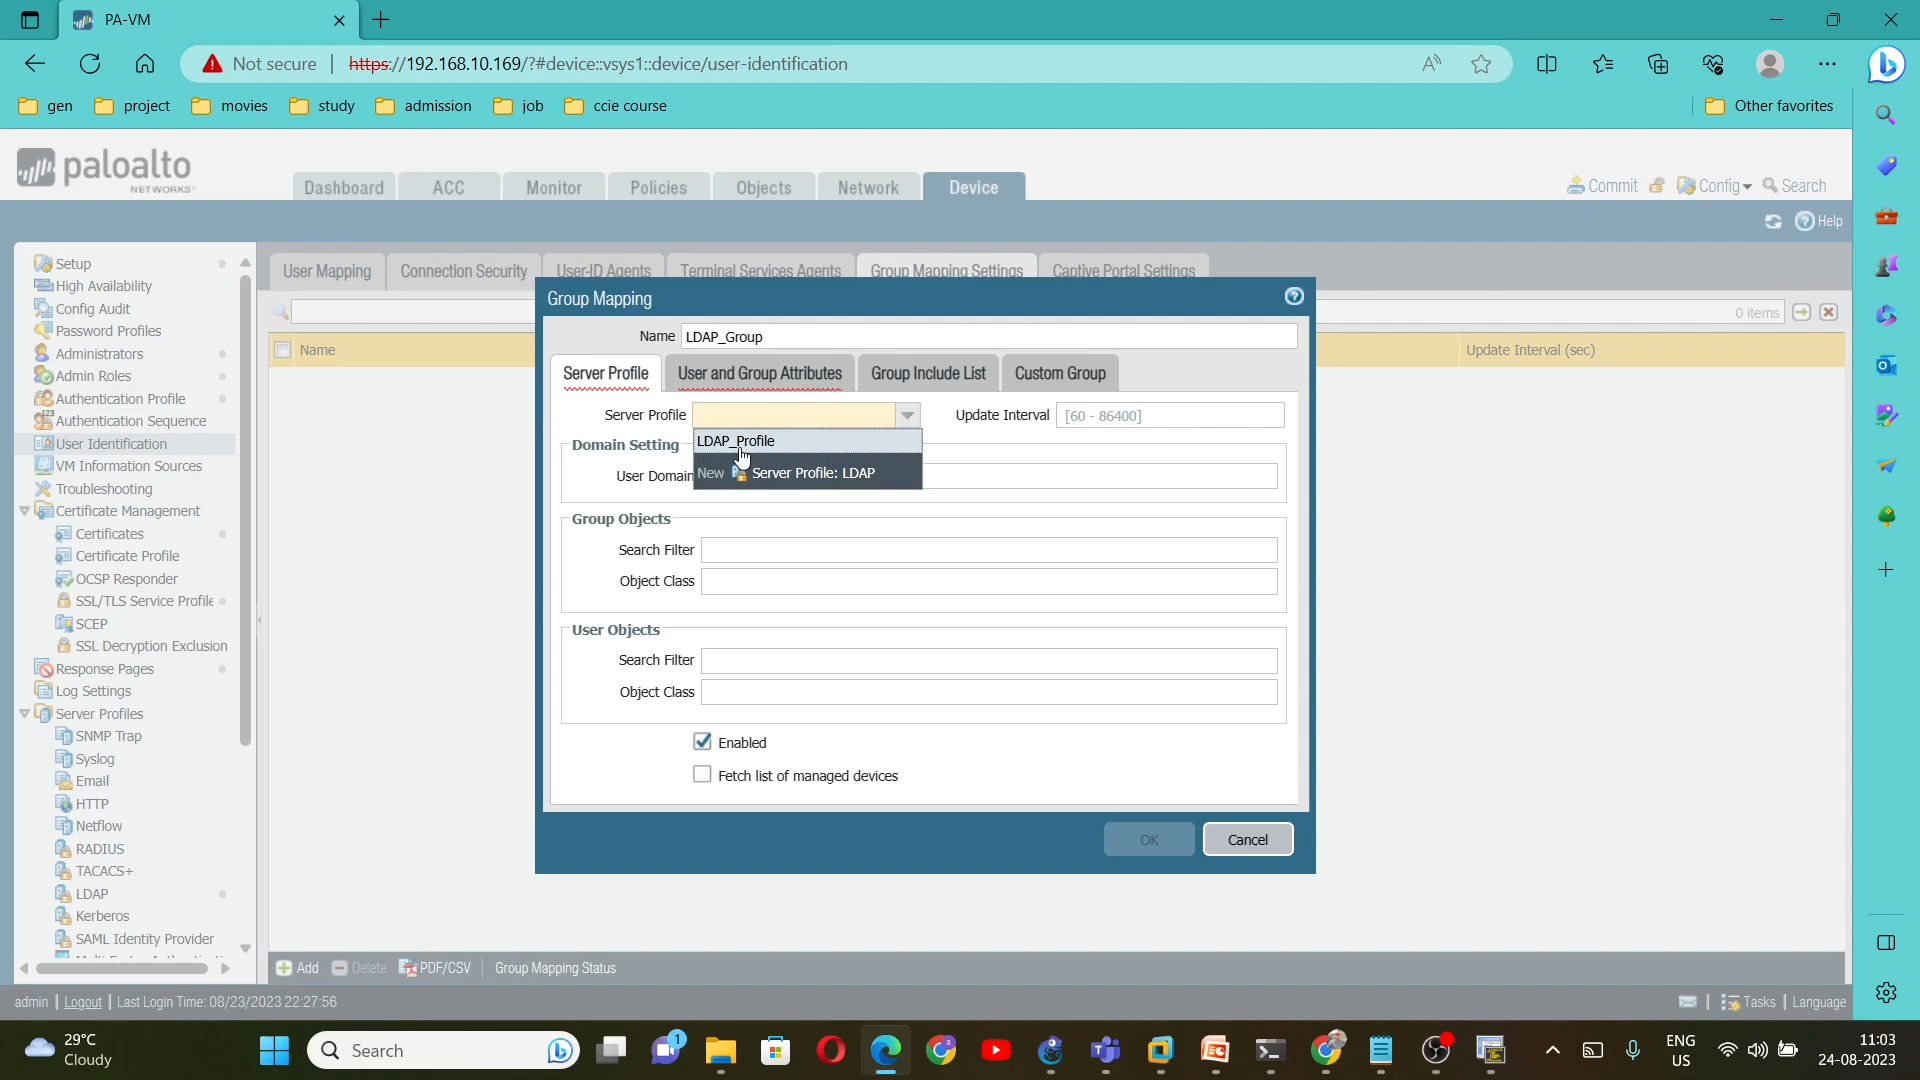 PA-VM
Not secure | https://192.168.10.169/?#device::vsys1::device/user-identification
gen project movies study admission job ccie course Other favorites
paloalto
NETWORKS
Dashboard ACC Monitor Policies Objects Network Device
Commit Config Search
Help
Setup
High Availability
Config Audit
Password Profiles
Administrators
Admin Roles
Authentication Profile
Authentication Sequence
User Identification
VM Information Sources
Troubleshooting
Certificate Management
Certificates
Certificate Profile
OCSP Responder
SSL/TLS Service Profile
SCEP
SSL Decryption Exclusion
Response Pages
Log Settings
Server Profiles
SNMP Trap
Syslog
Email
HTTP
Netflow
RADIUS
TACACS+
LDAP
Kerberos
SAML Identity Provider
User Mapping Connection Security User-ID Agents Terminal Services Agents Group Mapping Settings Captive Portal Settings
0 items
Name Update Interval (sec)
Group Mapping
Name LDAP_Group
Server Profile User and Group Attributes Group Include List Custom Group
Server Profile Update Interval [60 - 86400]
LDAP_Profile
New Server Profile: LDAP
Domain Setting
User Domain
Group Objects
Search Filter
Object Class
User Objects
Search Filter
Object Class
Enabled
Fetch list of managed devices
OK Cancel
Add Delete PDF/CSV Group Mapping Status
admin | Logout | Last Login Time: 08/23/2023 22:27:56 | Tasks | Language
29°C
Cloudy
Search
1
ENG
US
11:03
24-08-2023